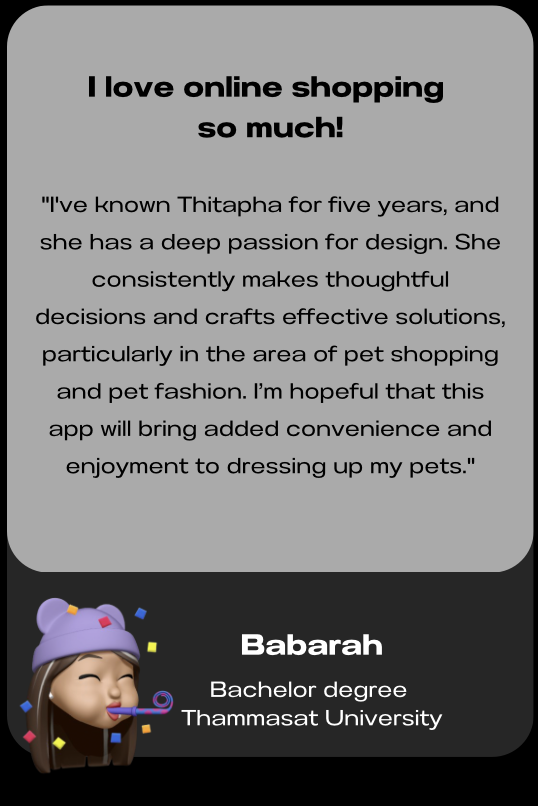 I love online shopping
so much!
"I've known Thitapha for five years, and
she has a deep passion for design. She
consistently makes thoughtful
decisions and crafts effective solutions,
particularly in the area of pet shopping
and pet fashion. I’m hopeful that this
app will bring added convenience and
enjoyment to dressing up my pets."
Babarah
Bachelor degree
Thammasat University